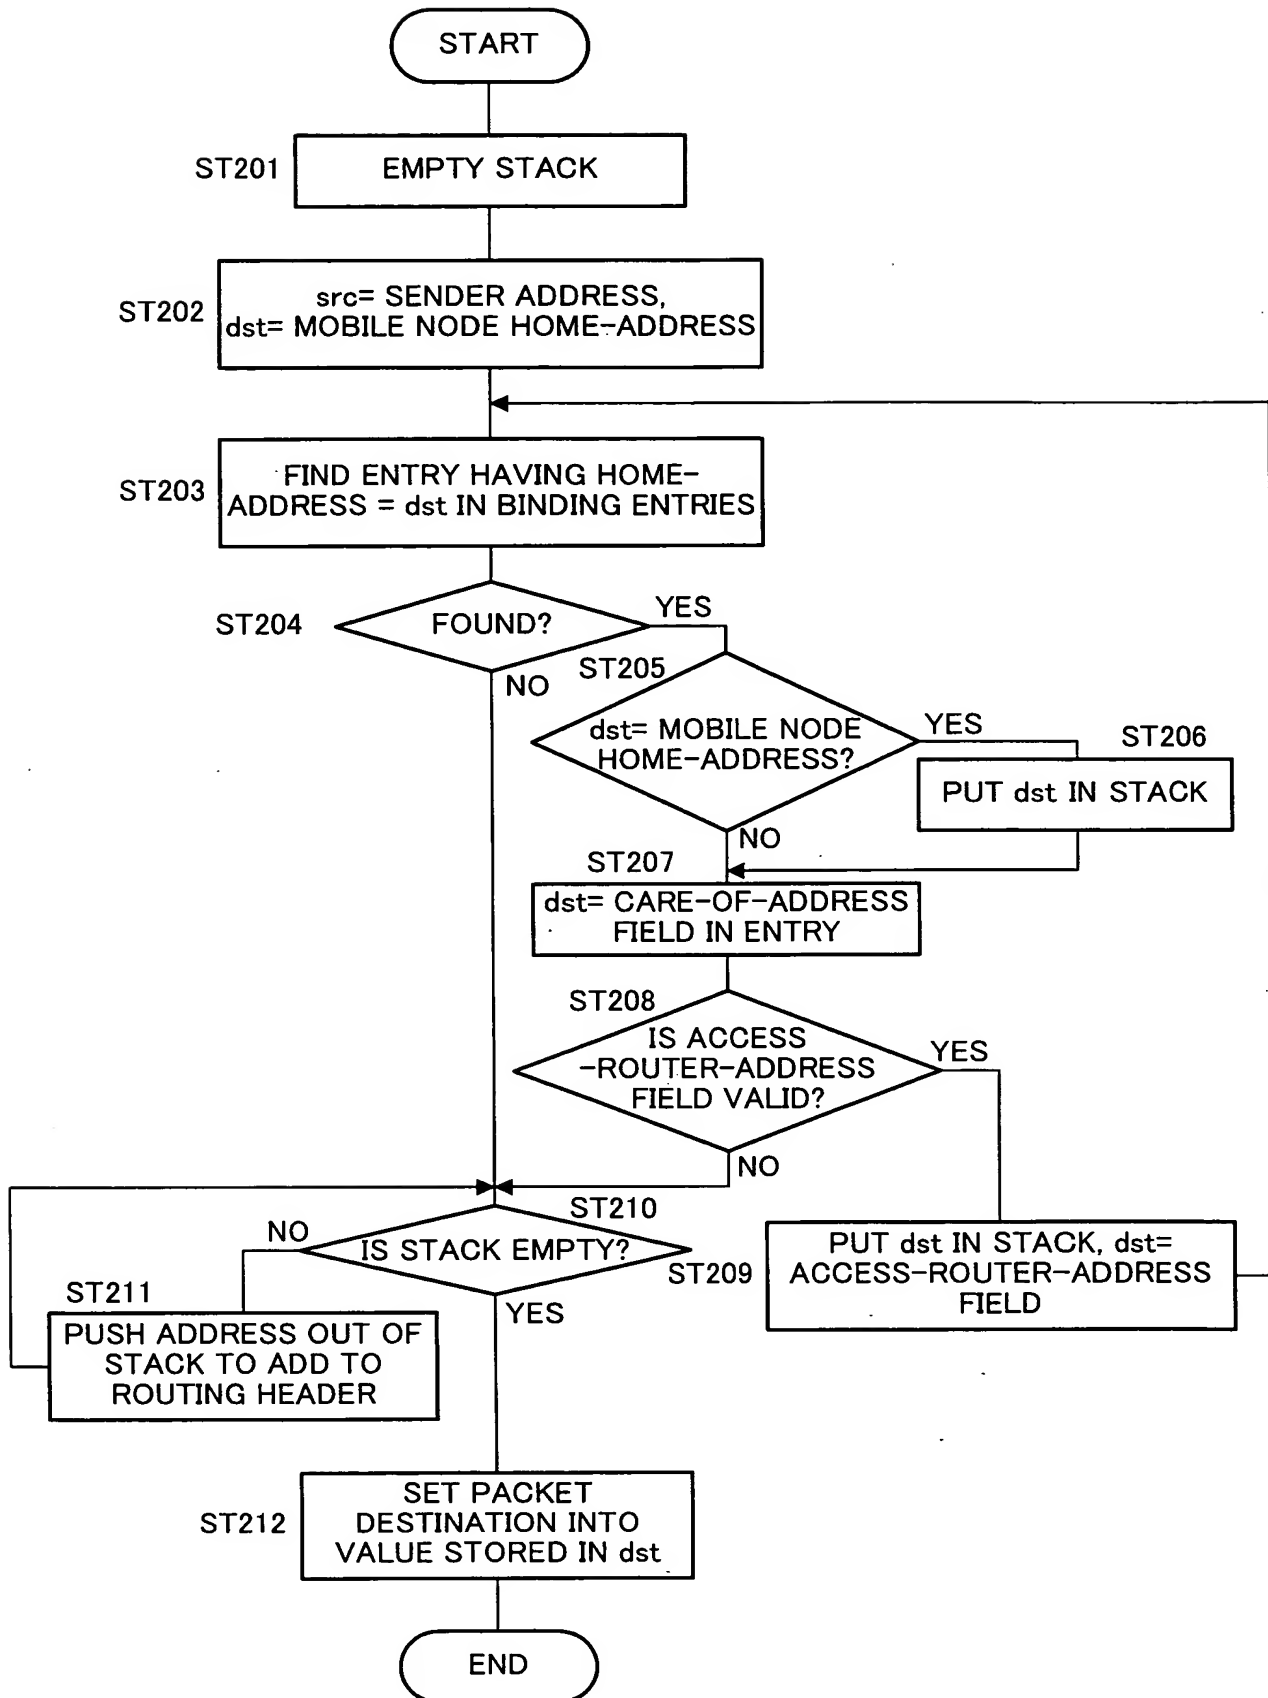 START
ST201
EMPTY STACK
ST202
src= SENDER ADDRESS,
dst= MOBILE NODE HOME-ADDRESS
ST203
FIND ENTRY HAVING HOME-
ADDRESS = dst IN BINDING ENTRIES
ST204
FOUND?
YES
NO
ST205
dst= MOBILE NODE
HOME-ADDRESS?
YES
NO
ST206
PUT dst IN STACK
ST207
dst= CARE-OF-ADDRESS
FIELD IN ENTRY
ST208
IS ACCESS
-ROUTER-ADDRESS
FIELD VALID?
YES
NO
ST210
IS STACK EMPTY?
NO
YES
ST209
PUT dst IN STACK, dst=
ACCESS-ROUTER-ADDRESS
FIELD
ST211
PUSH ADDRESS OUT OF
STACK TO ADD TO
ROUTING HEADER
ST212
SET PACKET
DESTINATION INTO
VALUE STORED IN dst
END